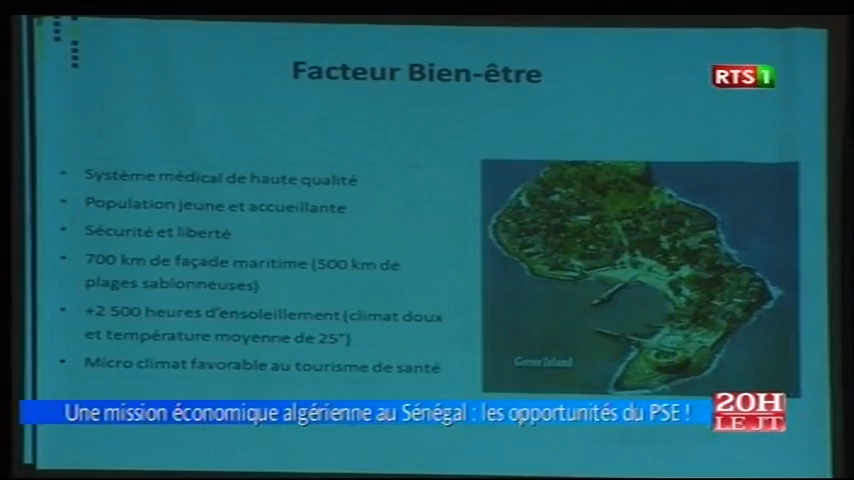 Facteur Bien-être
RTS 1
• Système médical de haute qualité
• Population jeune et accueillante
• Sécurité et liberté
• 700 km de façade maritime (500 km de
plages sablonneuses)
• +2 500 heures d'ensoleillement (climat doux
et température moyenne de 25°)
• Micro climat favorable au tourisme de santé
Goree Island
Une mission économique algérienne au Sénégal : les opportunités du PSE !
20H
LE JT